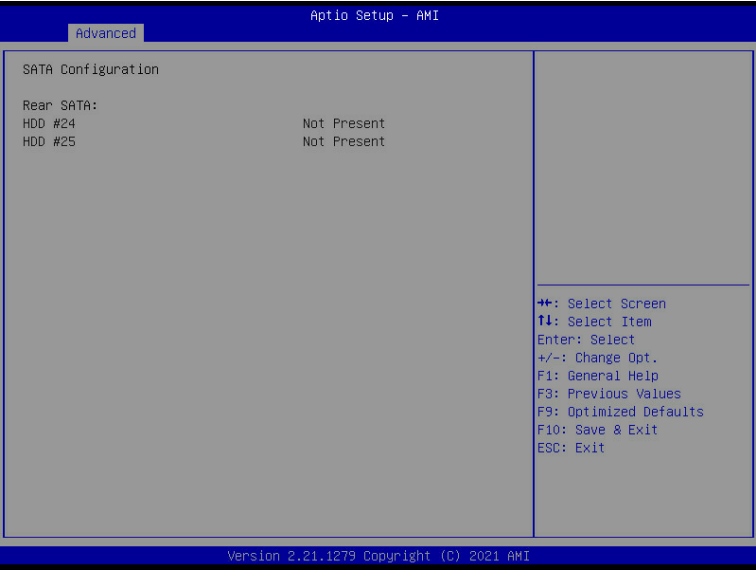 Aptio Setup – AMI
Advanced
SATA Configuration
Rear SATA:
HDD #24 Not Present
HDD #25 Not Present
→←: Select Screen
↑↓: Select Item
Enter: Select
+/-: Change Opt.
F1: General Help
F3: Previous Values
F9: Optimized Defaults
F10: Save & Exit
ESC: Exit
Version 2.21.1279 Copyright (C) 2021 AMI